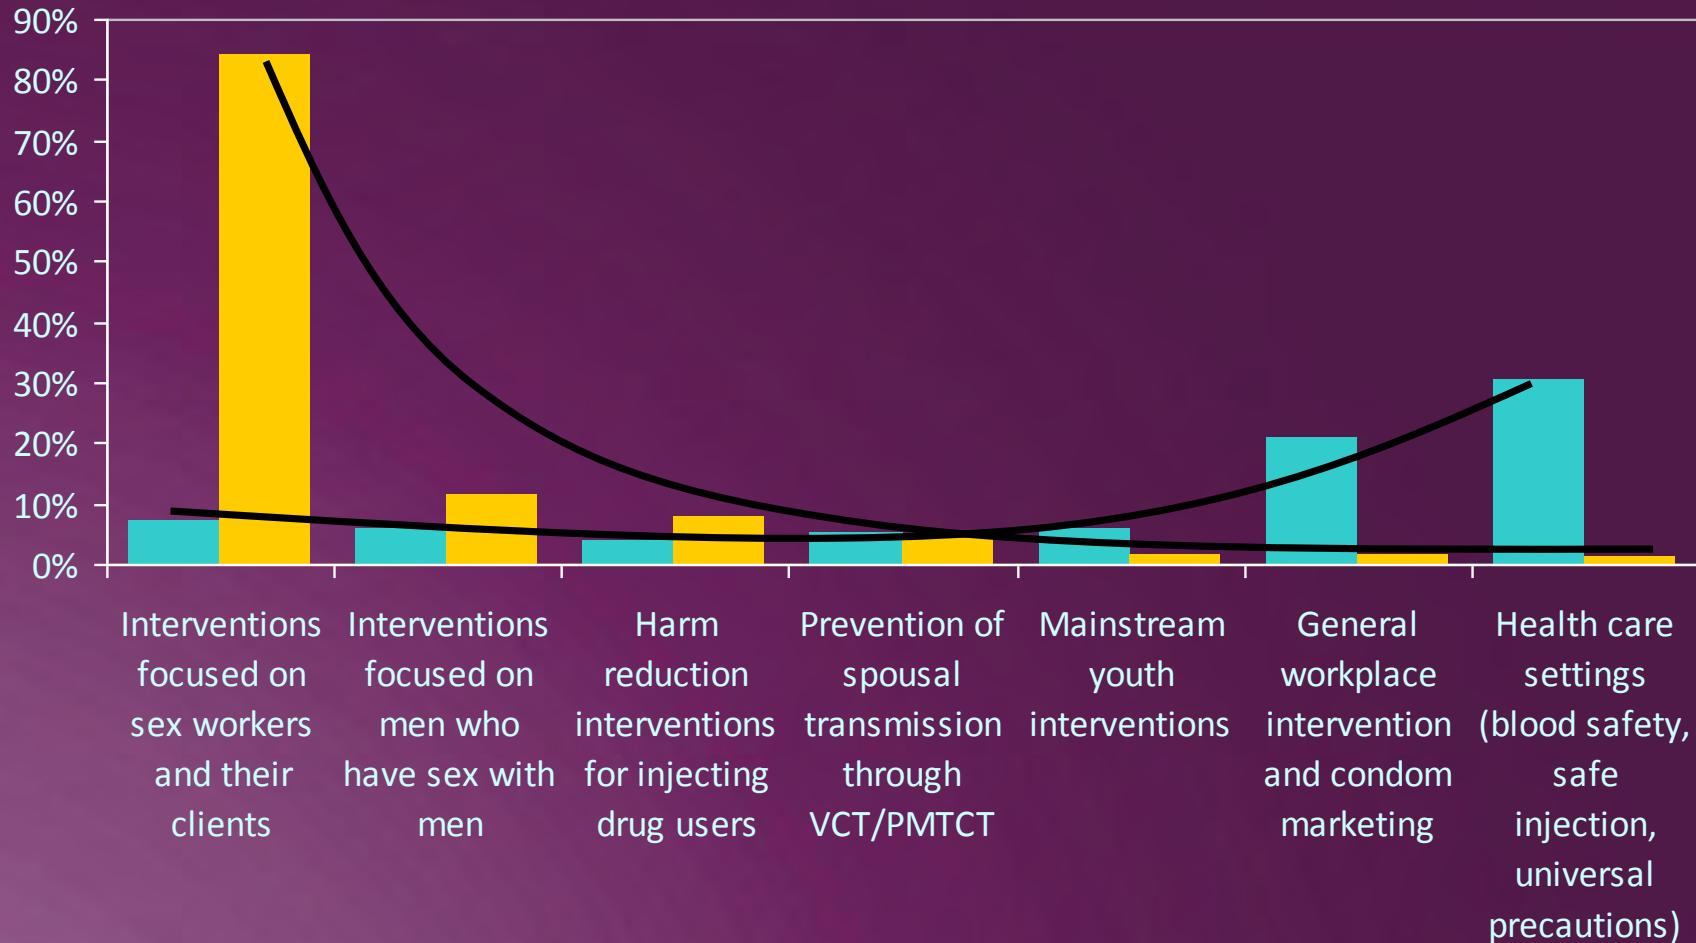 90%
80%
70%
60%
50%
40%
30%
20%
10%
0%
Interventions
focused on
sex workers
and their
clients
Interventions
focused on
men who
have sex with
men
Harm
reduction
interventions
for injecting
drug users
Prevention of
spousal
transmission
through
VCT/PMTCT
Mainstream
youth
interventions
General
workplace
intervention
and condom
marketing
Health care
settings
(blood safety,
safe
injection,
universal
precautions)